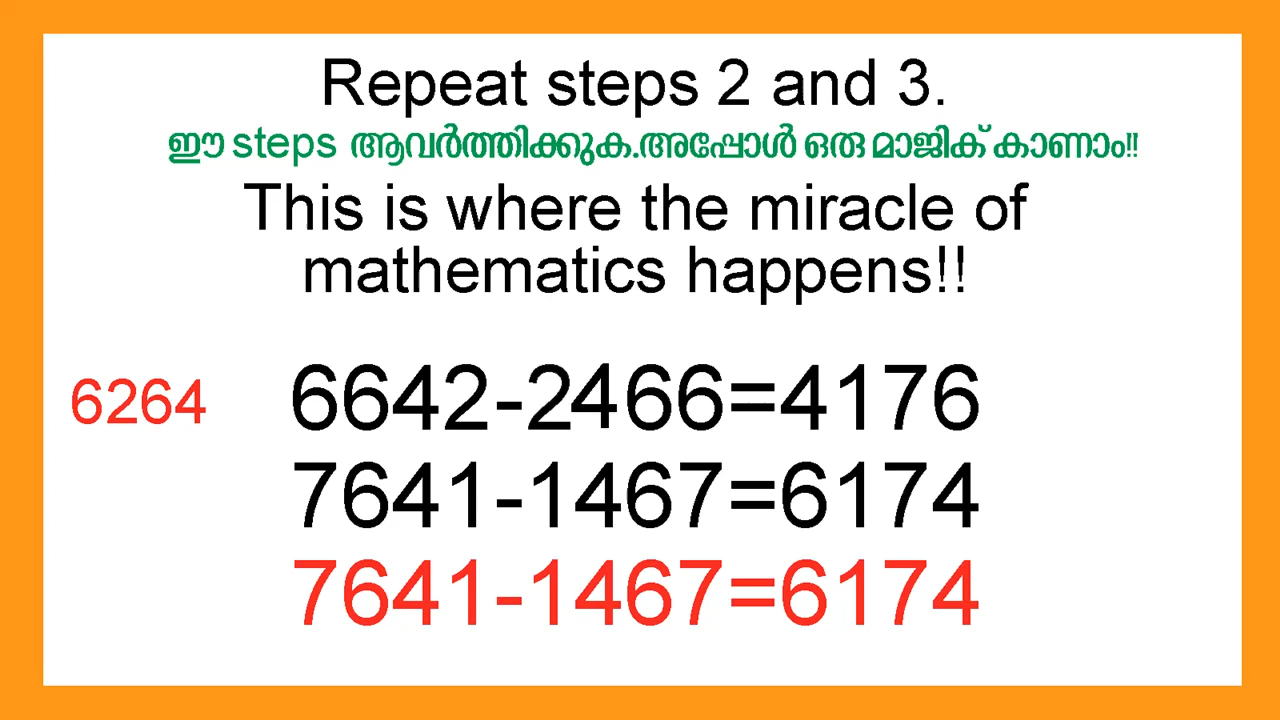 Repeat steps 2 and 3.
ഈ steps ആവർത്തിക്കുക.അപ്പോൾ ഒരു മാജിക് കാണാം!!
This is where the miracle of
mathematics happens!!
6264 6642-2466=4176
7641-1467=6174
7641-1467=6174